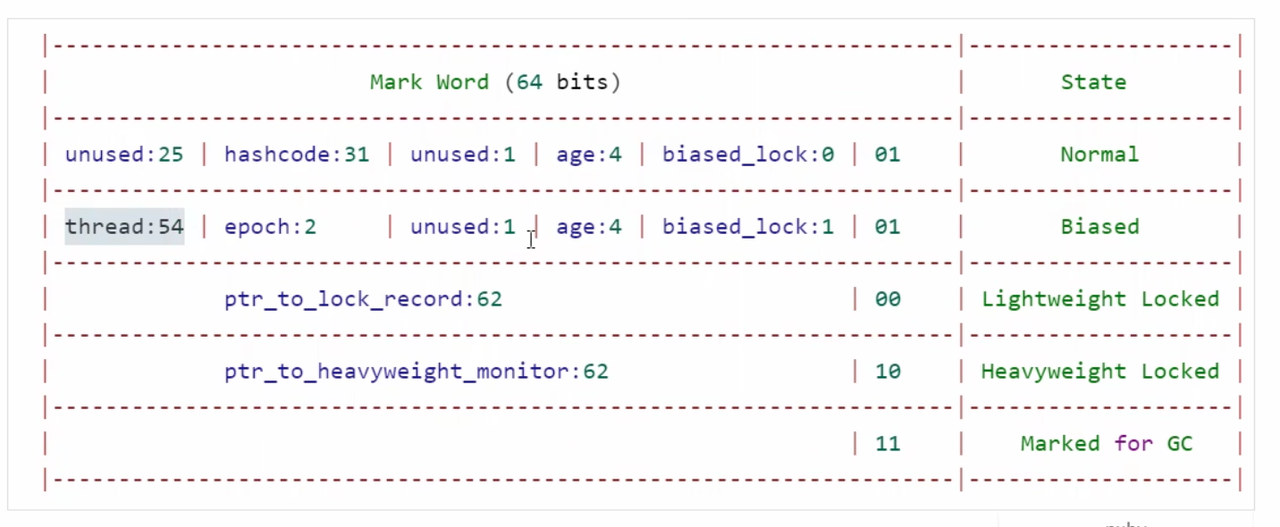 |--------------------------------------------------------------------|--------------------|
| Mark Word (64 bits) | State |
|--------------------------------------------------------------------|--------------------|
| unused:25 | hashcode:31 | unused:1 | age:4 | biased_lock:0 | 01 | Normal |
|--------------------------------------------------------------------|--------------------|
| thread:54 | epoch:2 | unused:1 | age:4 | biased_lock:1 | 01 | Biased |
|--------------------------------------------------------------------|--------------------|
| ptr_to_lock_record:62 | 00 | Lightweight Locked |
|--------------------------------------------------------------------|--------------------|
| ptr_to_heavyweight_monitor:62 | 10 | Heavyweight Locked |
|--------------------------------------------------------------------|--------------------|
| | 11 | Marked for GC |
|--------------------------------------------------------------------|--------------------|